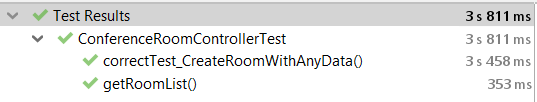 Test Results 3 s 811 ms
ConferenceRoomControllerTest 3 s 811 ms
correctTest_CreateRoomWithAnyData() 3 s 458 ms
getRoomList() 353 ms